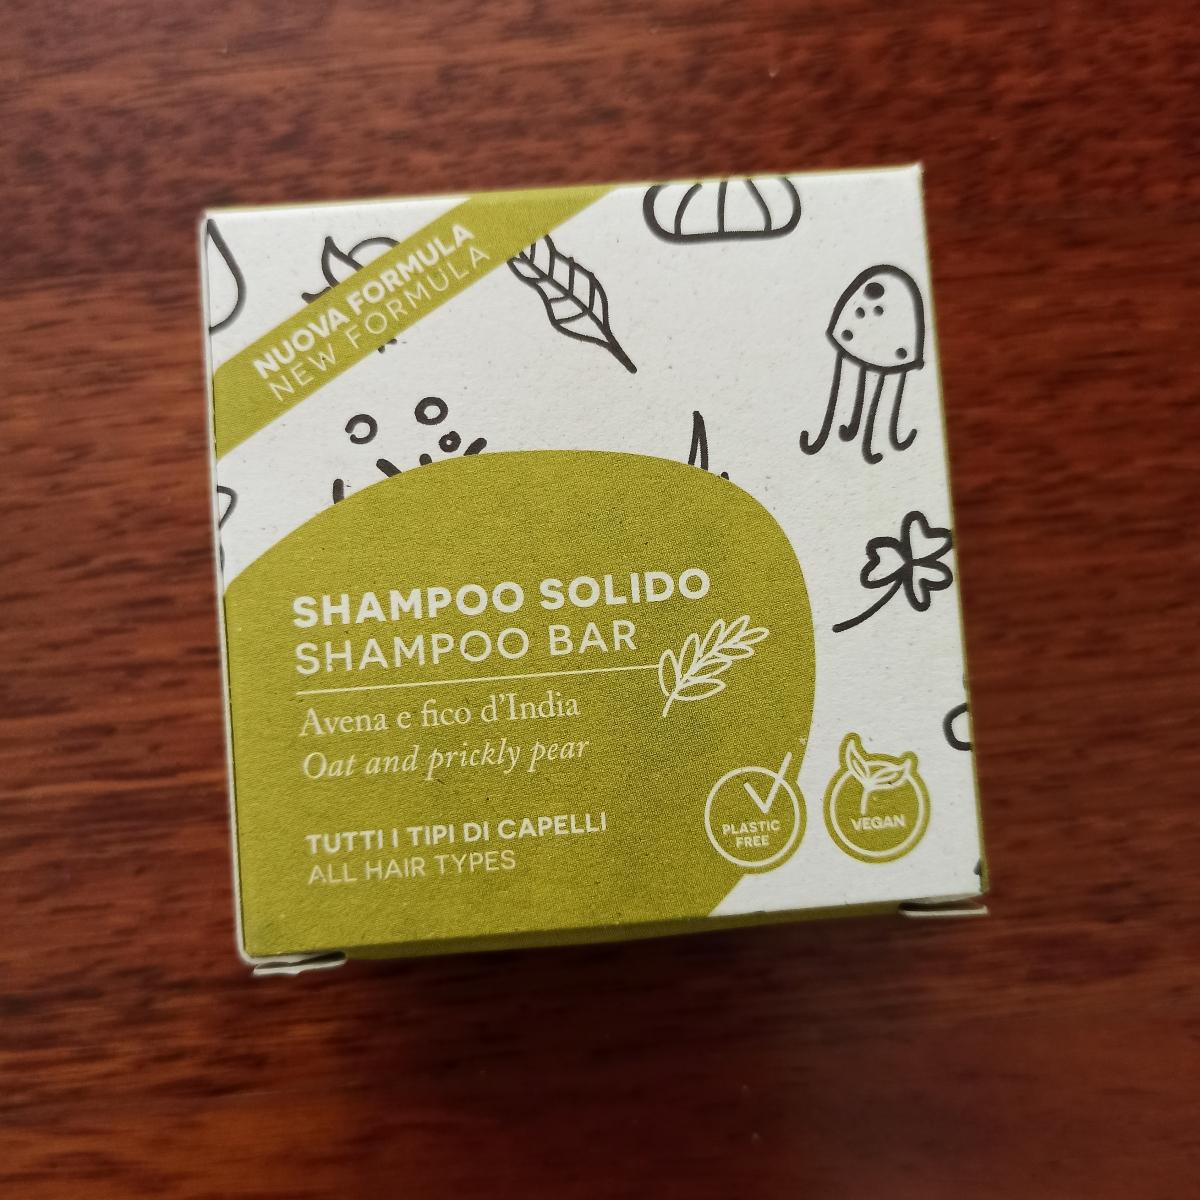 NUOVA FORMULA
NEW FORMULA
SHAMPOO SOLIDO
SHAMPOO BAR
Avena e fico d'India
Oat and prickly pear
TUTTI I TIPI DI CAPELLI
ALL HAIR TYPES
PLASTIC
FREE
VEGAN